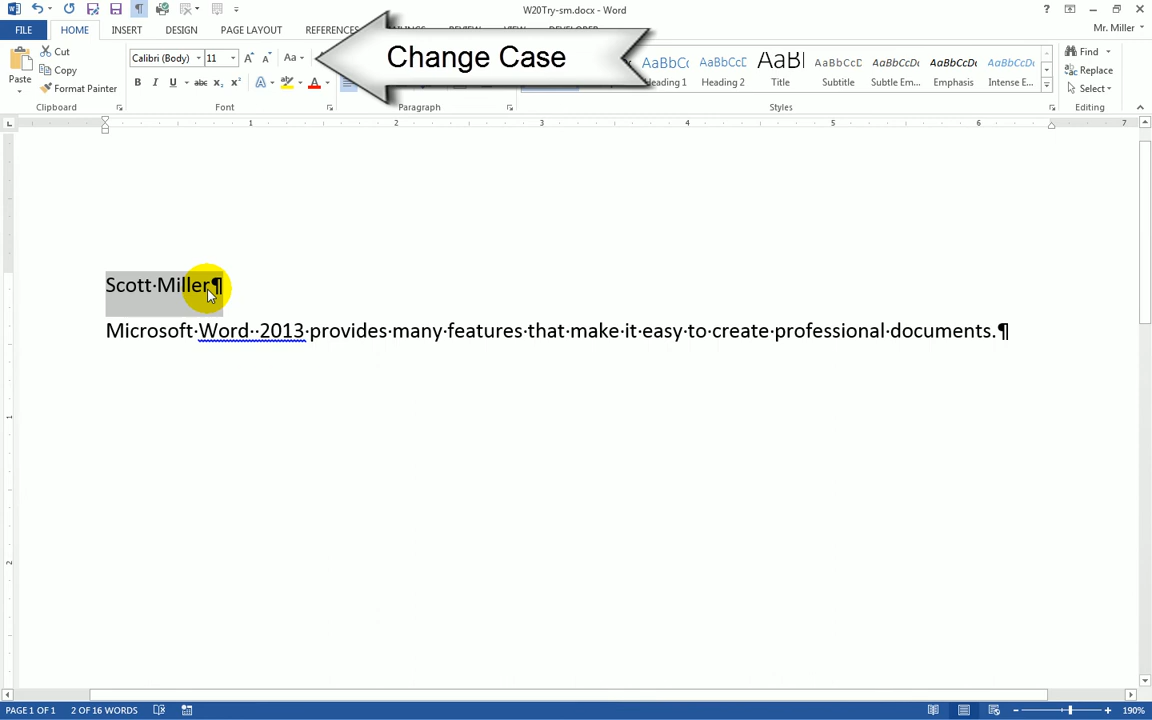 W20Try-sm.docx - Word
FILE HOME INSERT DESIGN PAGE LAYOUT REFERENCES
Mr. Miller
Change Case
Paste
Cut
Copy
Format Painter
Clipboard
Calibri (Body) 11 Aa
B I U abc x₂ x² A A
Font
Paragraph
AaBbCc AaBbCcC AaBl AaBbCcD AaBbCcDc AaBbCcDc AaBbCcDc
Heading 1 Heading 2 Title Subtitle Subtle Em... Emphasis Intense E...
Styles
Find
Replace
Select
Editing
1 2 3 4 5 6 7
Scott·Miller¶
Microsoft·Word··2013·provides·many·features·that·make·it·easy·to·create·professional·documents.¶
1
2
PAGE 1 OF 1 2 OF 16 WORDS 190%